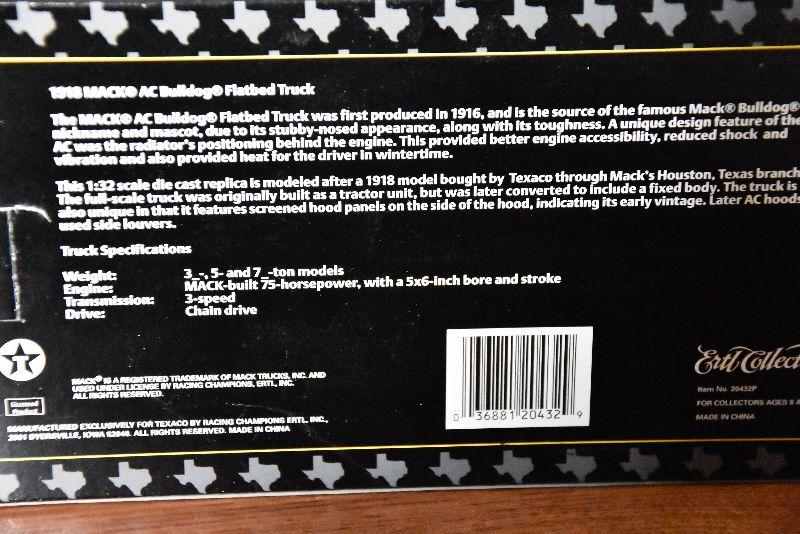 1918 MACK® AC Bulldog® Flatbed Truck
The MACK® AC Bulldog® Flatbed Truck was first produced in 1916, and is the source of the famous Mack® Bulldog®
nickname and mascot, due to its stubby-nosed appearance, along with its toughness. A unique design feature of the
AC was the radiator's positioning behind the engine. This provided better engine accessibility, reduced shock and
vibration and also provided heat for the driver in wintertime.
This 1:32 scale die cast replica is modeled after a 1918 model bought by Texaco through Mack's Houston, Texas branch
The full-scale truck was originally built as a tractor unit, but was later converted to include a fixed body. The truck is
also unique in that it features screened hood panels on the side of the hood, indicating its early vintage. Later AC hoods
used side louvers.
Truck Specifications
Weight: 3_-, 5- and 7_-ton models
Engine: MACK-built 75-horsepower, with a 5x6-inch bore and stroke
Transmission: 3-speed
Drive: Chain drive
T
MACK® IS A REGISTERED TRADEMARK OF MACK TRUCKS, INC. AND
USED UNDER LICENSE BY RACING CHAMPIONS, ERTL, INC.
ALL RIGHTS RESERVED.
Licensed
Product
MANUFACTURED EXCLUSIVELY FOR TEXACO BY RACING CHAMPIONS ERTL, INC.,
2001 DYERSVILLE, IOWA 52040. ALL RIGHTS RESERVED. MADE IN CHINA
0 36881 20432 9
Ertl Collect
Item No. 20432P
FOR COLLECTORS AGES 8 A
MADE IN CHINA